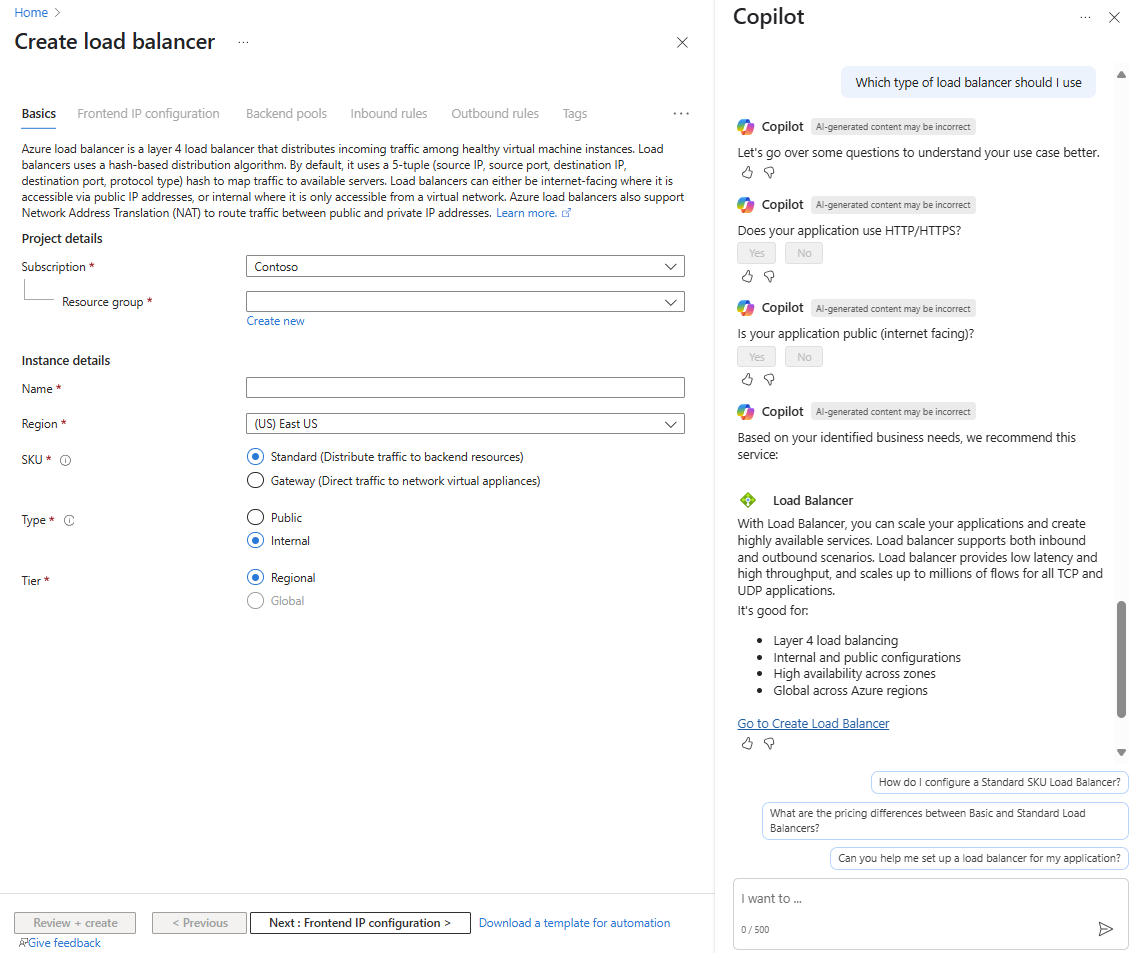 Home >
Create load balancer ...
Basics Frontend IP configuration Backend pools Inbound rules Outbound rules Tags ...
Azure load balancer is a layer 4 load balancer that distributes incoming traffic among healthy virtual machine instances. Load
balancers uses a hash-based distribution algorithm. By default, it uses a 5-tuple (source IP, source port, destination IP,
destination port, protocol type) hash to map traffic to available servers. Load balancers can either be internet-facing where it is
accessible via public IP addresses, or internal where it is only accessible from a virtual network. Azure load balancers also support
Network Address Translation (NAT) to route traffic between public and private IP addresses. Learn more.
Project details
Subscription *
Contoso
Resource group *
Create new
Instance details
Name *
Region *
(US) East US
SKU *
Standard (Distribute traffic to backend resources)
Gateway (Direct traffic to network virtual appliances)
Type *
Public
Internal
Tier *
Regional
Global
Review + create
< Previous
Next : Frontend IP configuration >
Download a template for automation
Give feedback
Copilot
...
Which type of load balancer should I use
Copilot AI-generated content may be incorrect
Let's go over some questions to understand your use case better.
Copilot AI-generated content may be incorrect
Does your application use HTTP/HTTPS?
Yes No
Copilot AI-generated content may be incorrect
Is your application public (internet facing)?
Yes No
Copilot AI-generated content may be incorrect
Based on your identified business needs, we recommend this
service:
Load Balancer
With Load Balancer, you can scale your applications and create
highly available services. Load balancer supports both inbound
and outbound scenarios. Load balancer provides low latency and
high throughput, and scales up to millions of flows for all TCP and
UDP applications.
It's good for:
• Layer 4 load balancing
• Internal and public configurations
• High availability across zones
• Global across Azure regions
Go to Create Load Balancer
How do I configure a Standard SKU Load Balancer?
What are the pricing differences between Basic and Standard Load
Balancers?
Can you help me set up a load balancer for my application?
I want to ...
0 / 500